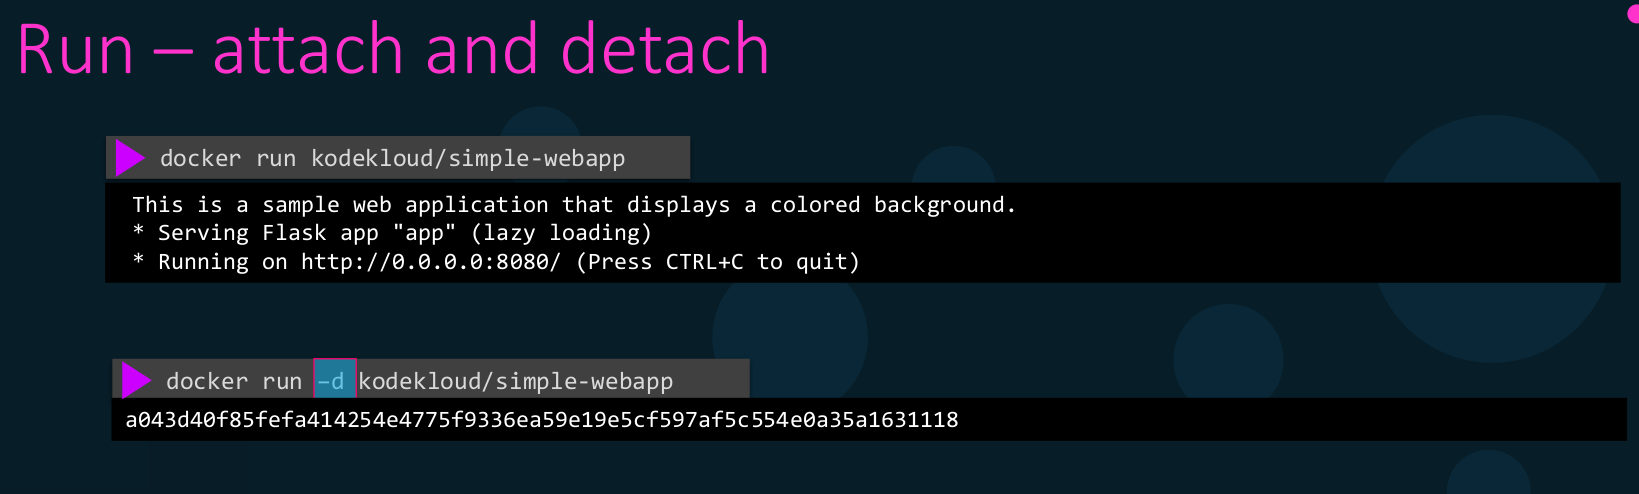 Run – attach and detach
docker run kodekloud/simple-webapp
This is a sample web application that displays a colored background.
* Serving Flask app "app" (lazy loading)
* Running on http://0.0.0.0:8080/ (Press CTRL+C to quit)
docker run –d kodekloud/simple-webapp
a043d40f85fefa414254e4775f9336ea59e19e5cf597af5c554e0a35a1631118